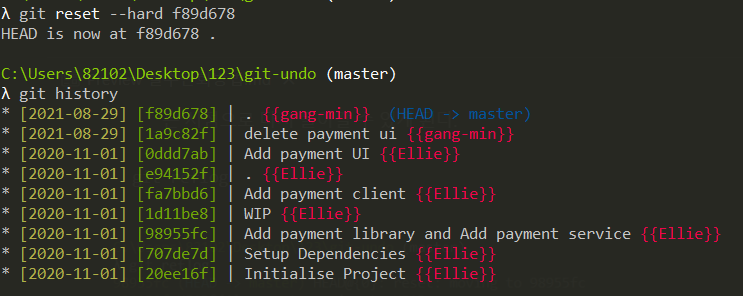 λ git reset --hard f89d678
HEAD is now at f89d678 .
C:\Users\82102\Desktop\123\git-undo (master)
λ git history
* [2021-08-29] [f89d678] | . {{gang-min}} (HEAD -> master)
* [2021-08-29] [1a9c82f] | delete payment ui {{gang-min}}
* [2020-11-01] [0ddd7ab] | Add payment UI {{Ellie}}
* [2020-11-01] [e94152f] | . {{Ellie}}
* [2020-11-01] [fa7bbd6] | Add payment client {{Ellie}}
* [2020-11-01] [1d11be8] | WIP {{Ellie}}
* [2020-11-01] [98955fc] | Add payment library and Add payment service {{Ellie}}
* [2020-11-01] [707de7d] | Setup Dependencies {{Ellie}}
* [2020-11-01] [20ee16f] | Initialise Project {{Ellie}}